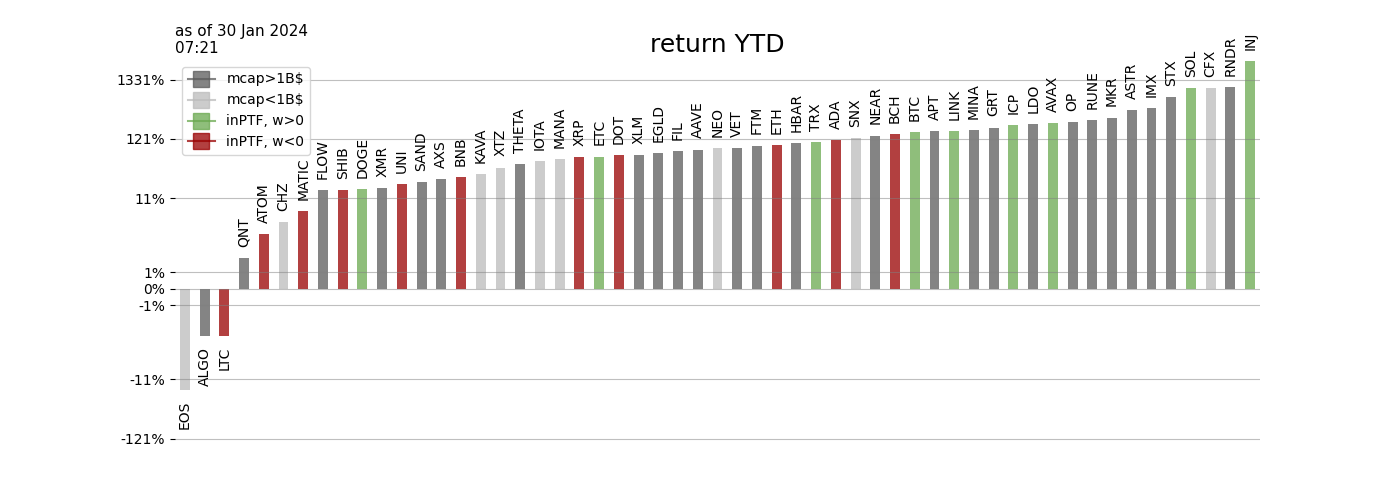 as of 30 Jan 2024
07:21
return YTD
mcap>1B$
mcap<1B$
inPTF, w>0
inPTF, w<0
1331%
121%
11%
1%
0%
-1%
-11%
-121%
EOS
ALGO
LTC
QNT
ATOM
CHZ
MATIC
FLOW
SHIB
DOGE
XMR
UNI
SAND
AXS
BNB
KAVA
XTZ
THETA
IOTA
MANA
XRP
ETC
DOT
XLM
EGLD
FIL
AAVE
NEO
VET
FTM
ETH
HBAR
TRX
ADA
SNX
NEAR
BCH
BTC
APT
LINK
MINA
GRT
ICP
LDO
AVAX
OP
RUNE
MKR
ASTR
IMX
STX
SOL
CFX
RNDR
INJ